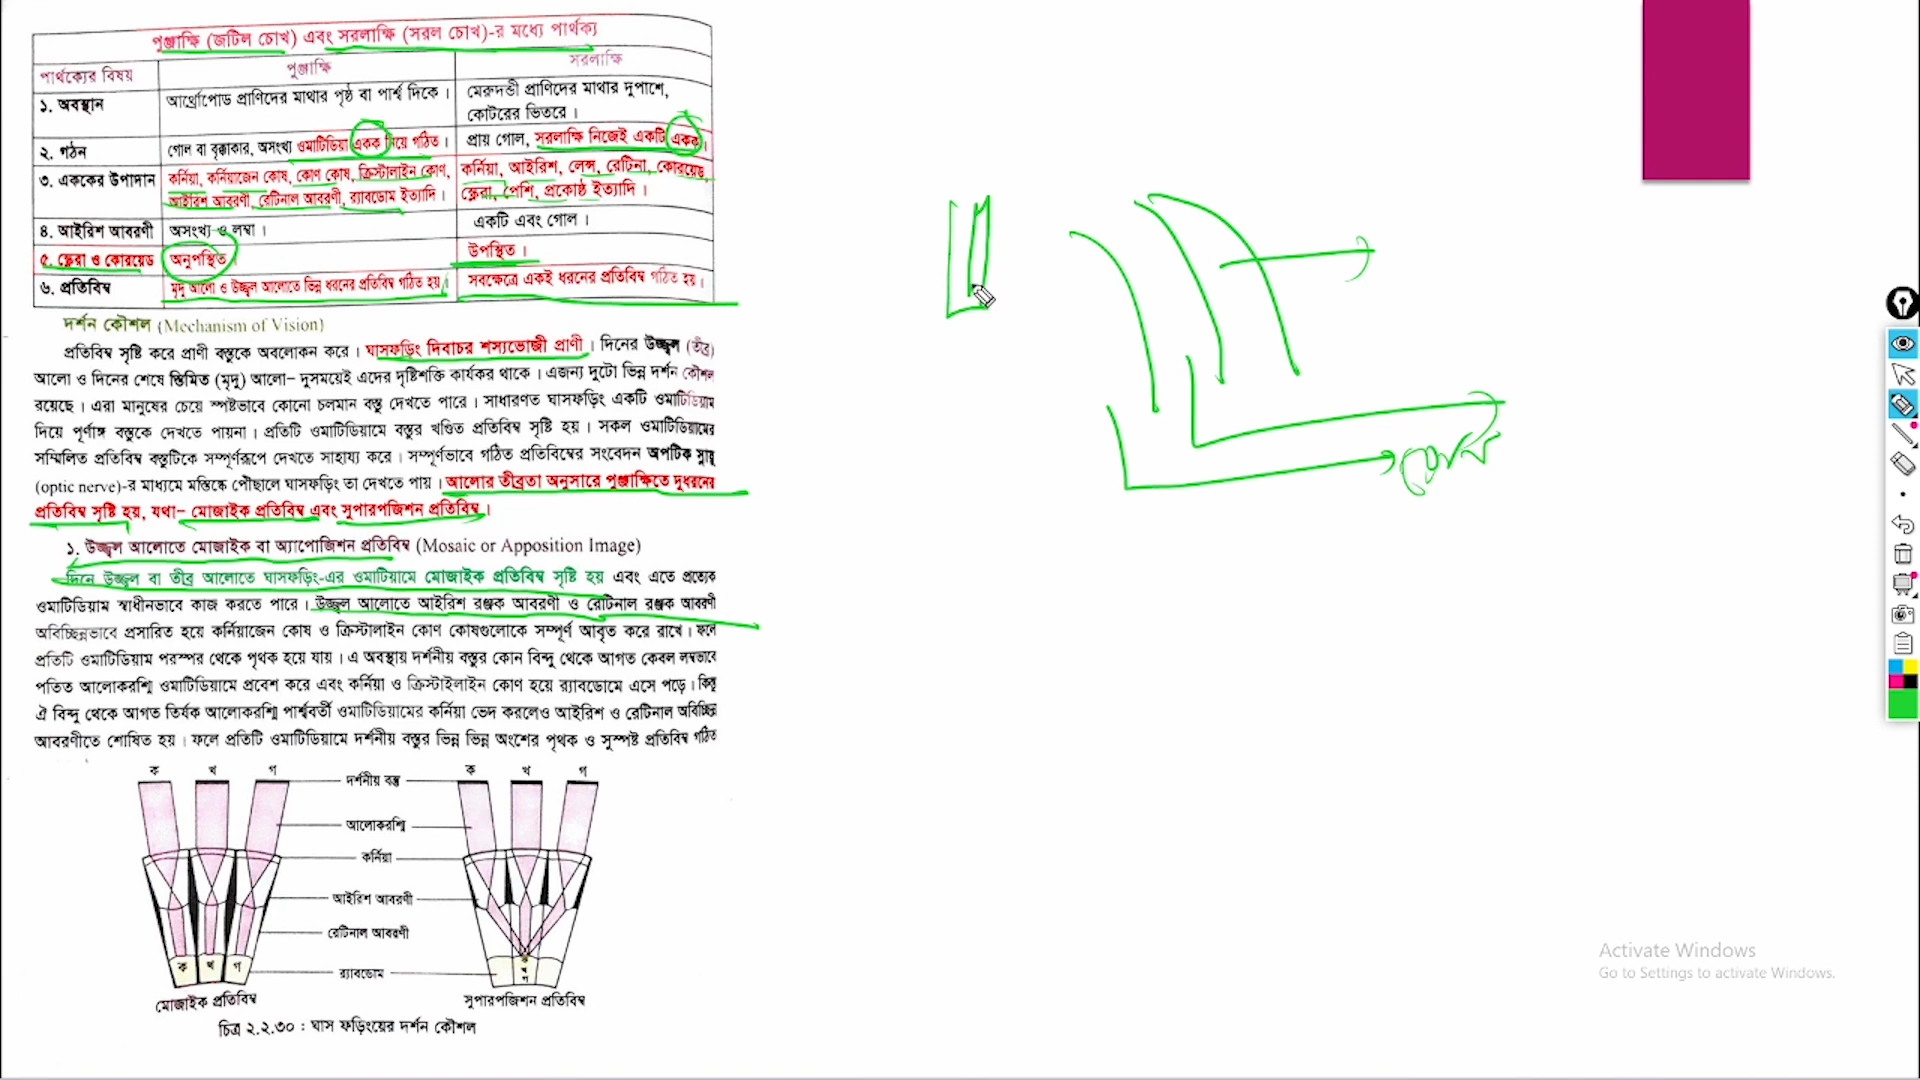 পুঞ্জাক্ষি (জটিল চোখ) এবং সরলাক্ষি (সরল চোখ)-র মধ্যে পার্থক্য
পার্থক্যের বিষয় পুঞ্জাক্ষি সরলাক্ষি
১. অবস্থান আর্থ্রোপোড প্রাণিদের মাথার পৃষ্ঠ বা পার্শ্ব দিকে। মেরুদন্ডী প্রাণিদের মাথার দুপাশে,
কোটরের ভিতরে।
২. গঠন গোল বা বৃক্কাকার, অসংখ্য ওমাটিডিয়া একক নিয়ে গঠিত। প্রায় গোল, সরলাক্ষি নিজেই একটি একক।
৩. এককের উপাদান কর্নিয়া, কর্নিয়াজেন কোষ, কোণ কোষ, ক্রিস্টালাইন কোণ, কর্নিয়া, আইরিশ, লেন্স, রেটিনা, কোরয়েড,
আইরিশ আবরণী, রেটিনাল আবরণী, র‍্যাবডোম ইত্যাদি। স্ক্লেরা, পেশি, প্রকোষ্ঠ ইত্যাদি।
৪. আইরিশ আবরণী অসংখ্য ও লম্বা। একটি এবং গোল।
৫. স্ক্লেরা ও কোরয়েড অনুপস্থিত। উপস্থিত।
৬. প্রতিবিম্ব মৃদু আলো ও উজ্জ্বল আলোতে ভিন্ন ধরনের প্রতিবিম্ব গঠিত হয়। সবক্ষেত্রে একই ধরনের প্রতিবিম্ব গঠিত হয়।
দর্শন কৌশল (Mechanism of Vision)
প্রতিবিম্ব সৃষ্টি করে প্রাণী বস্তুকে অবলোকন করে। ঘাসফড়িং দিবাচর শস্যভোজী প্রাণী। দিনের উজ্জ্বল (তীব্র)
আলো ও দিনের শেষে স্তিমিত (মৃদু) আলো– দুসময়েই এদের দৃষ্টিশক্তি কার্যকর থাকে। এজন্য দুটো ভিন্ন দর্শন কৌশল
রয়েছে। এরা মানুষের চেয়ে স্পষ্টভাবে কোনো চলমান বস্তু দেখতে পারে। সাধারণত ঘাসফড়িং একটি ওমাটিডিয়াম
দিয়ে পূর্ণাঙ্গ বস্তুকে দেখতে পায়না। প্রতিটি ওমাটিডিয়ামে বস্তুর খণ্ডিত প্রতিবিম্ব সৃষ্টি হয়। সকল ওমাটিডিয়ামের
সম্মিলিত প্রতিবিম্ব বস্তুটিকে সম্পূর্ণরূপে দেখতে সাহায্য করে। সম্পূর্ণভাবে গঠিত প্রতিবিম্বের সংবেদন অপটিক স্নায়ু
(optic nerve)-র মাধ্যমে মস্তিষ্কে পৌছালে ঘাসফড়িং তা দেখতে পায়। আলোর তীব্রতা অনুসারে পুঞ্জাক্ষিতে দুধরনের
প্রতিবিম্ব সৃষ্টি হয়, যথা– মোজাইক প্রতিবিম্ব এবং সুপারপজিশন প্রতিবিম্ব।
১. উজ্জ্বল আলোতে মোজাইক বা অ্যাপোজিশন প্রতিবিম্ব (Mosaic or Apposition Image)
দিনে উজ্জ্বল বা তীব্র আলোতে ঘাসফড়িং-এর ওমাটিয়ামে মোজাইক প্রতিবিম্ব সৃষ্টি হয় এবং এতে প্রত্যেক
ওমাটিডিয়াম স্বাধীনভাবে কাজ করতে পারে। উজ্জ্বল আলোতে আইরিশ রঞ্জক আবরণী ও রেটিনাল রঞ্জক আবরণী
অবিচ্ছিন্নভাবে প্রসারিত হয়ে কর্নিয়াজেন কোষ ও ক্রিস্টালাইন কোণ কোষগুলোকে সম্পূর্ণ আবৃত করে রাখে। ফলে
প্রতিটি ওমাটিডিয়াম পরস্পর থেকে পৃথক হয়ে যায়। এ অবস্থায় দর্শনীয় বস্তুর কোন বিন্দু থেকে আগত কেবল লম্বভাবে
পতিত আলোকরশ্মি ওমাটিডিয়ামে প্রবেশ করে এবং কর্নিয়া ও ক্রিস্টাইলাইন কোণ হয়ে র‍্যাবডোমে এসে পড়ে। কিন্তু
ঐ বিন্দু থেকে আগত তির্যক আলোকরশ্মি পার্শ্ববর্তী ওমাটিডিয়ামের কর্নিয়া ভেদ করলেও আইরিশ ও রেটিনাল অবিচ্ছিন্ন
আবরণীতে শোষিত হয়। ফলে প্রতিটি ওমাটিডিয়ামে দর্শনীয় বস্তুর ভিন্ন ভিন্ন অংশের পৃথক ও সুস্পষ্ট প্রতিবিম্ব গঠিত
ক খ গ দর্শনীয় বস্তু ক খ গ
আলোকরশ্মি
কর্নিয়া
আইরিশ আবরণী
রেটিনাল আবরণী
ক খ গ র‍্যাবডোম ক খ গ
মোজাইক প্রতিবিম্ব সুপারপজিশন প্রতিবিম্ব
চিত্র ২.২.৩০ : ঘাস ফড়িংয়ের দর্শন কৌশল
Activate Windows
Go to Settings to activate Windows.